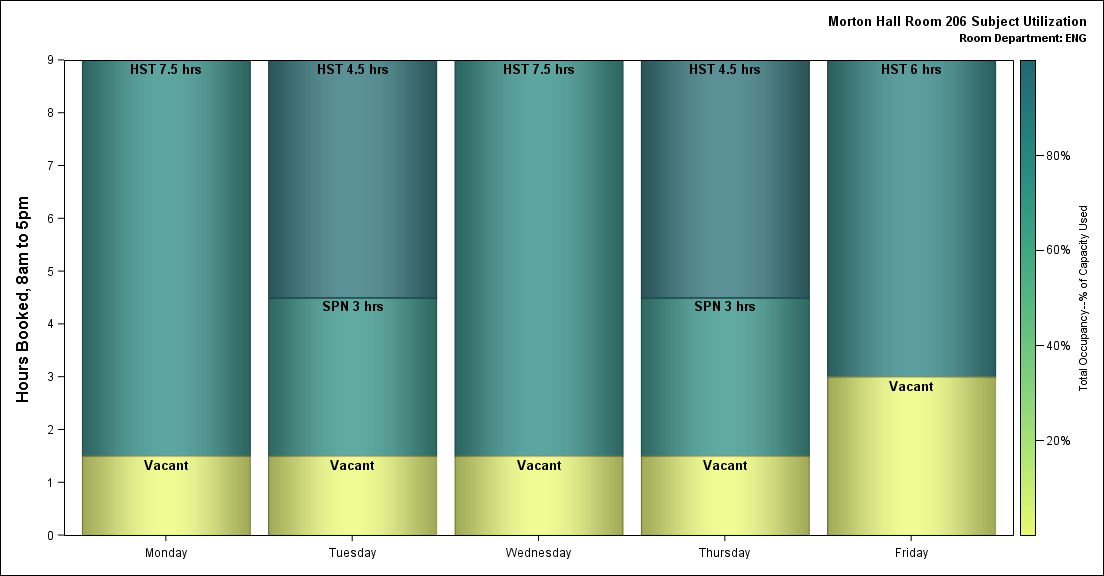 Morton Hall Room 206 Subject Utilization
Room Department: ENG
Hours Booked, 8am to 5pm
9
8
7
6
5
4
3
2
1
0
HST 7.5 hrs
Vacant
HST 4.5 hrs
SPN 3 hrs
Vacant
HST 7.5 hrs
Vacant
HST 4.5 hrs
SPN 3 hrs
Vacant
HST 6 hrs
Vacant
Monday
Tuesday
Wednesday
Thursday
Friday
80%
60%
40%
20%
Total Occupancy--% of Capacity Used